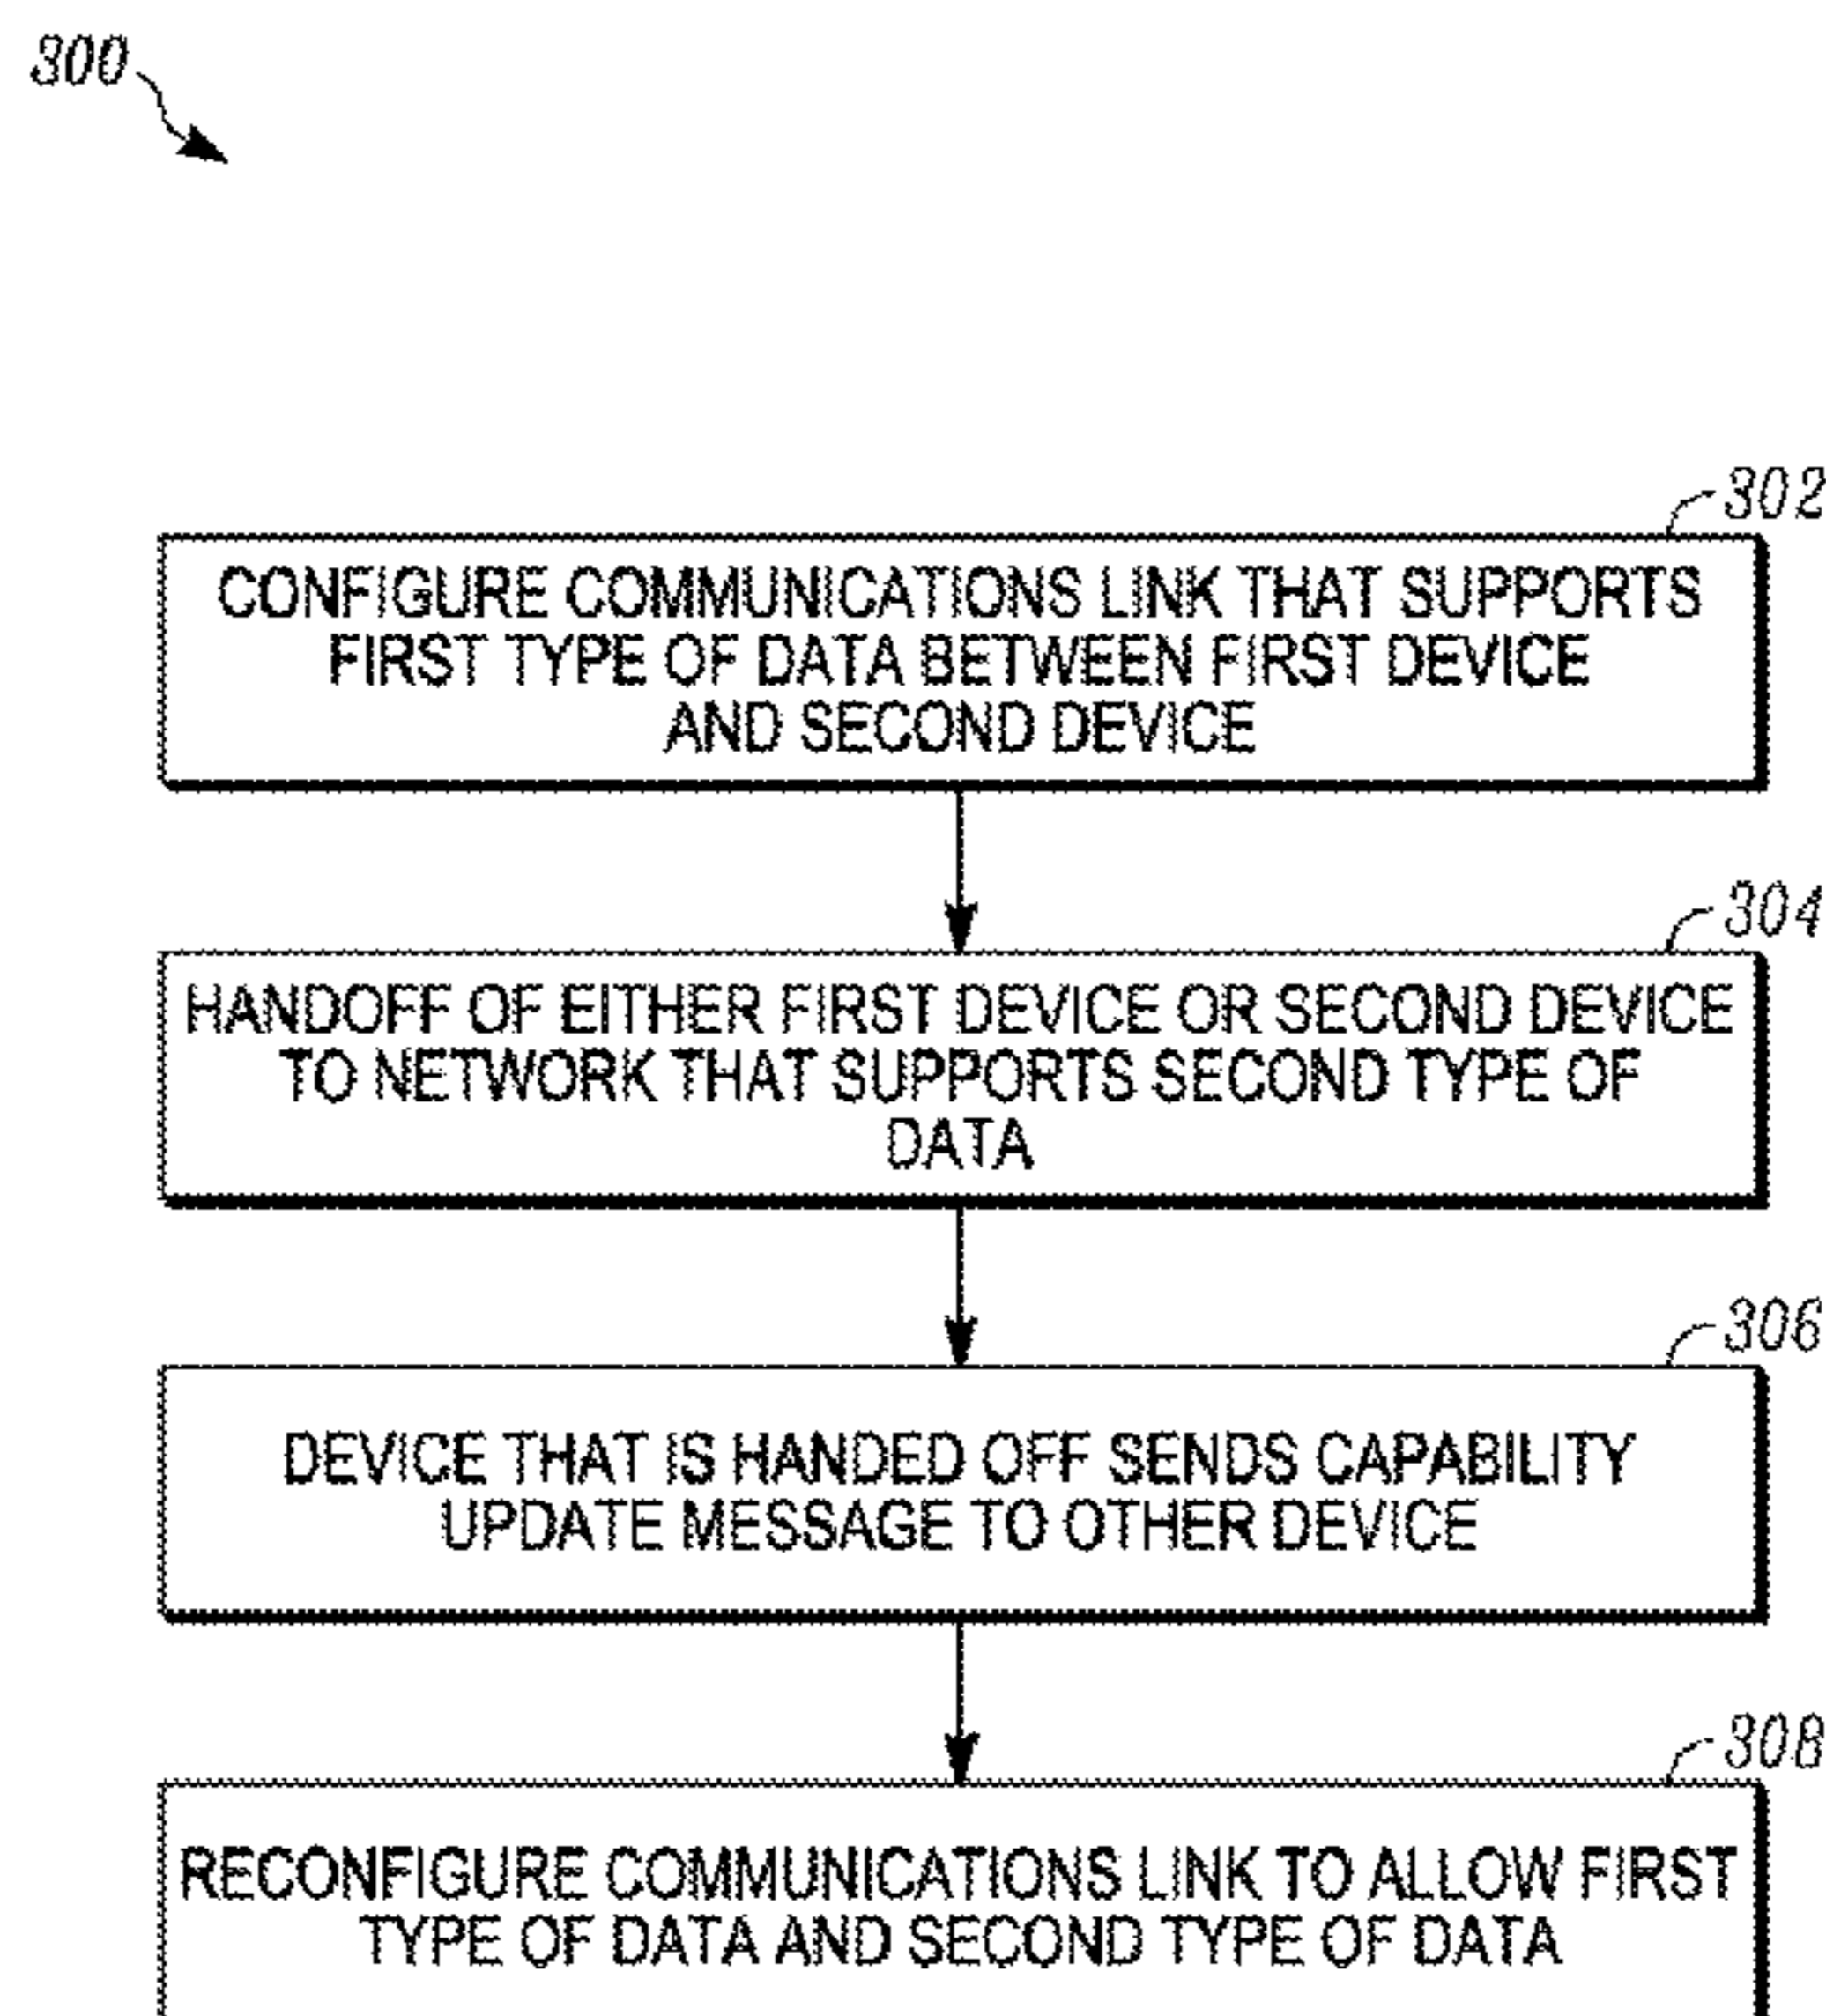 300
302
CONFIGURE COMMUNICATIONS LINK THAT SUPPORTS
FIRST TYPE OF DATA BETWEEN FIRST DEVICE
AND SECOND DEVICE
304
HANDOFF OF EITHER FIRST DEVICE OR SECOND DEVICE
TO NETWORK THAT SUPPORTS SECOND TYPE OF
DATA
306
DEVICE THAT IS HANDED OFF SENDS CAPABILITY
UPDATE MESSAGE TO OTHER DEVICE
308
RECONFIGURE COMMUNICATIONS LINK TO ALLOW FIRST
TYPE OF DATA AND SECOND TYPE OF DATA